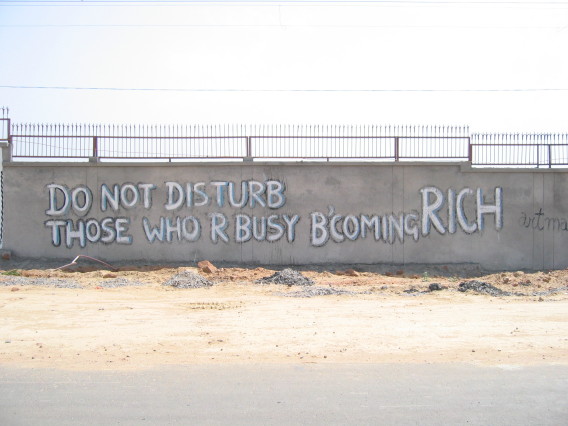 DO NOT DISTURB
THOSE WHO R BUSY B'COMING RICH